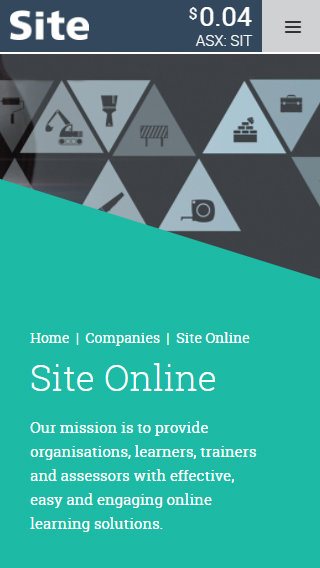 Site
$0.04
ASX: SIT
Home | Companies | Site Online
Site Online
Our mission is to provide
organisations, learners, trainers
and assessors with effective,
easy and engaging online
learning solutions.